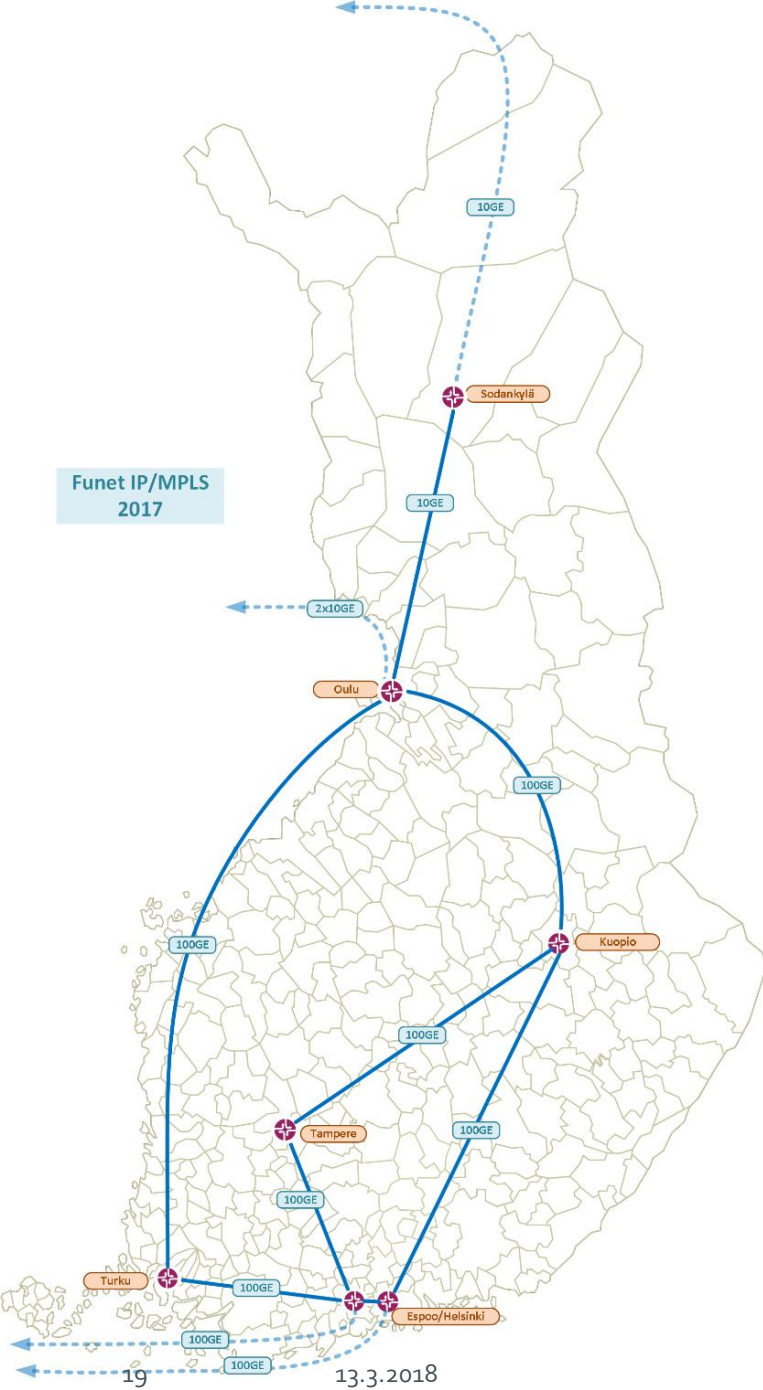 10GE
Sodankylä
Funet IP/MPLS
2017
10GE
2x10GE
Oulu
100GE
100GE
Kuopio
100GE
Tampere
100GE
100GE
Turku
100GE
Espoo/Helsinki
100GE
100GE
19
13.3.2018